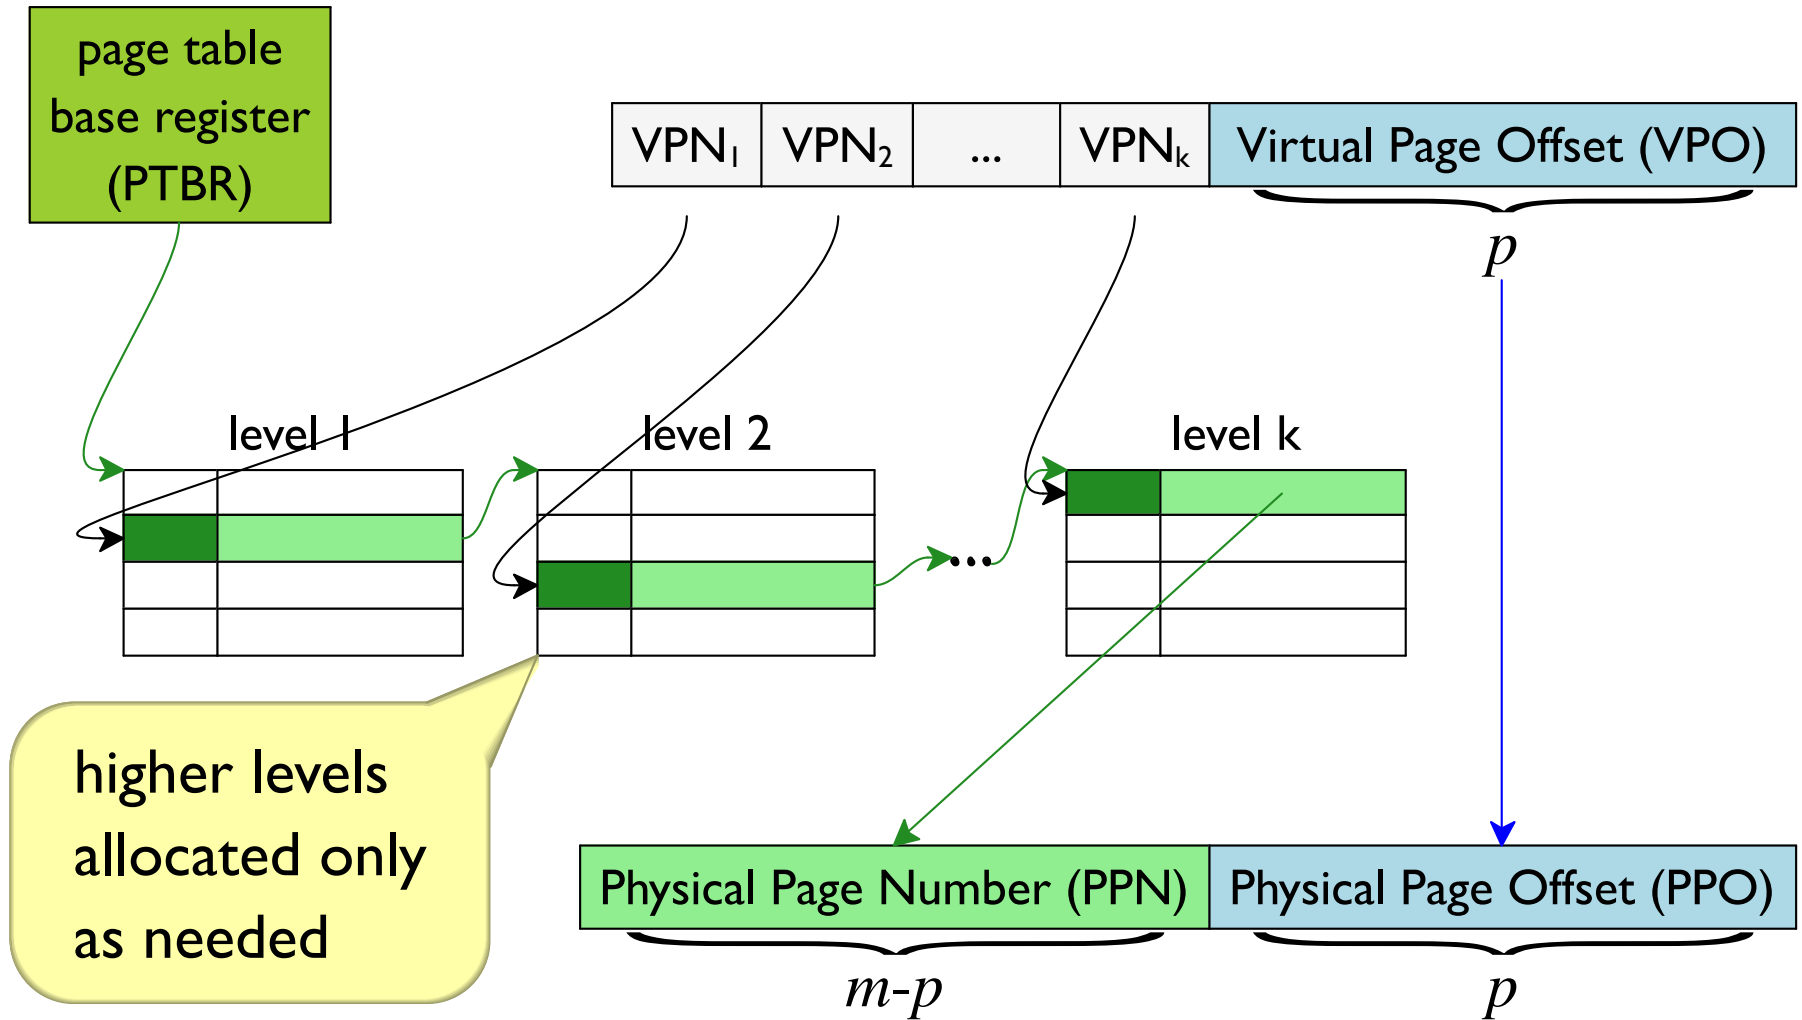 page table
base register
(PTBR)
VPN₁ VPN₂ ... VPNₖ Virtual Page Offset (VPO)
p
level 1 level 2 level k
...
higher levels
allocated only
as needed
Physical Page Number (PPN) Physical Page Offset (PPO)
m-p p